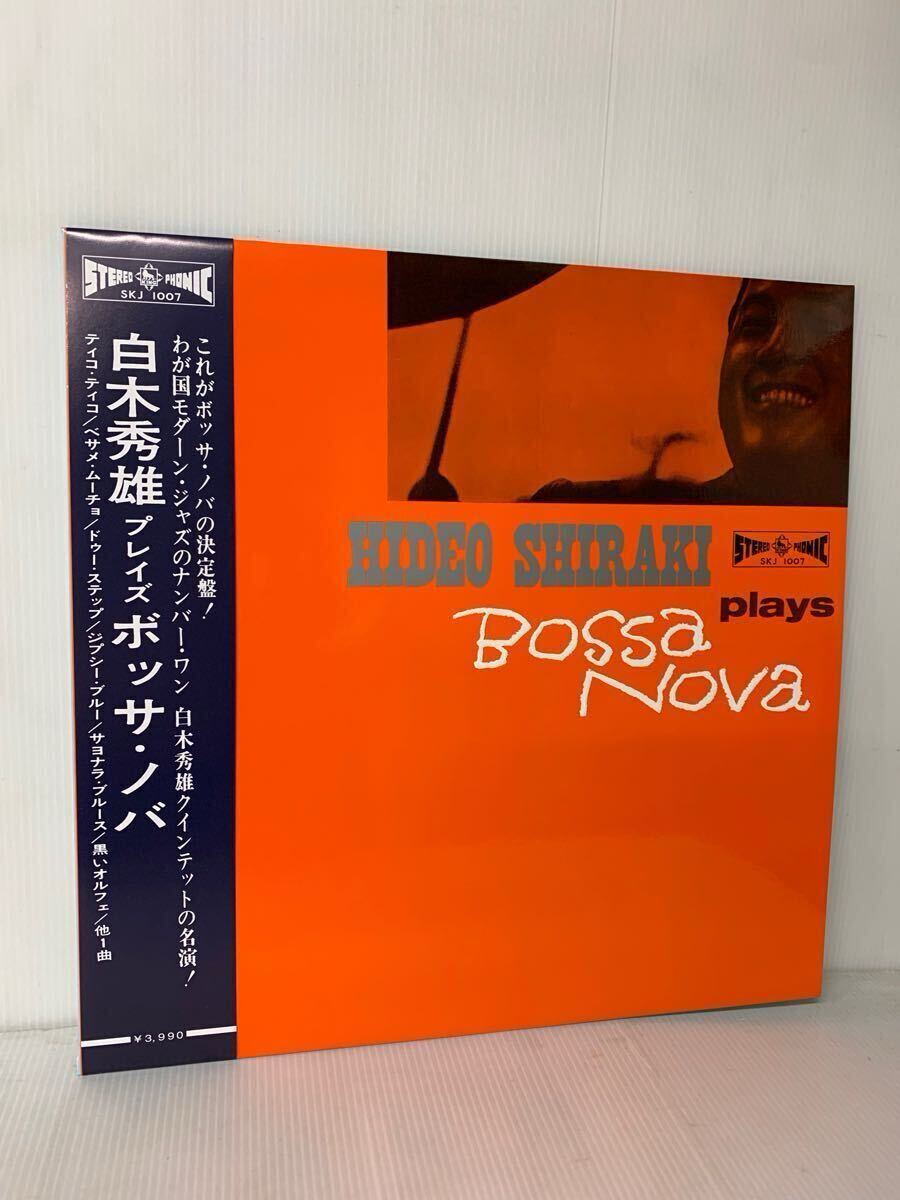 STEREO PHONIC
KING
SKJ 1007
これがボッサ・ノバの決定盤!
わが国モダーン・ジャズのナンバー・ワン 白木秀雄クインテットの名演!
白木秀雄 プレイズ ボッサ・ノバ
ティコ・ティコ/ベサメ・ムーチョ/ドゥー・ステップ/ジプシー・ブルー/サヨナラ・ブルース/黒いオルフェ/他1曲
¥3,990
HIDEO SHIRAKI
STEREO PHONIC
SKJ 1007
plays
Bossa
Nova